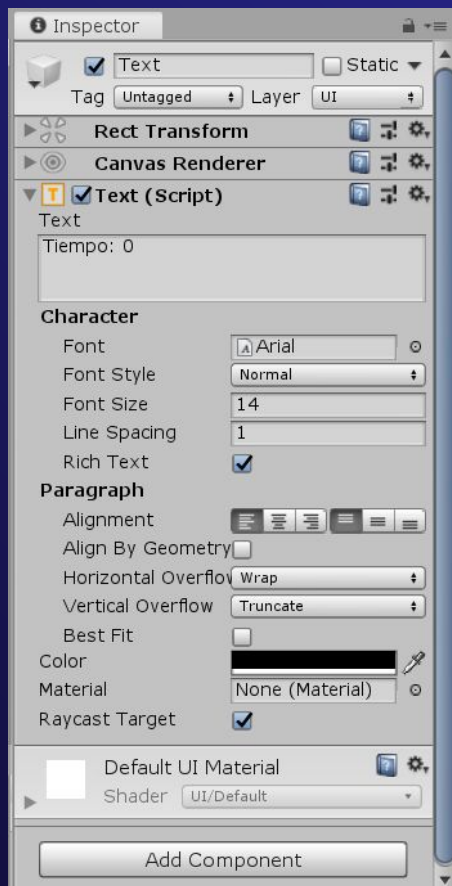 Inspector
Text Static
Tag Untagged Layer UI
Rect Transform
Canvas Renderer
T Text (Script)
Text
Tiempo: 0
Character
Font Arial
Font Style Normal
Font Size 14
Line Spacing 1
Rich Text
Paragraph
Alignment
Align By Geometry
Horizontal Overflow Wrap
Vertical Overflow Truncate
Best Fit
Color
Material None (Material)
Raycast Target
Default UI Material
Shader UI/Default
Add Component